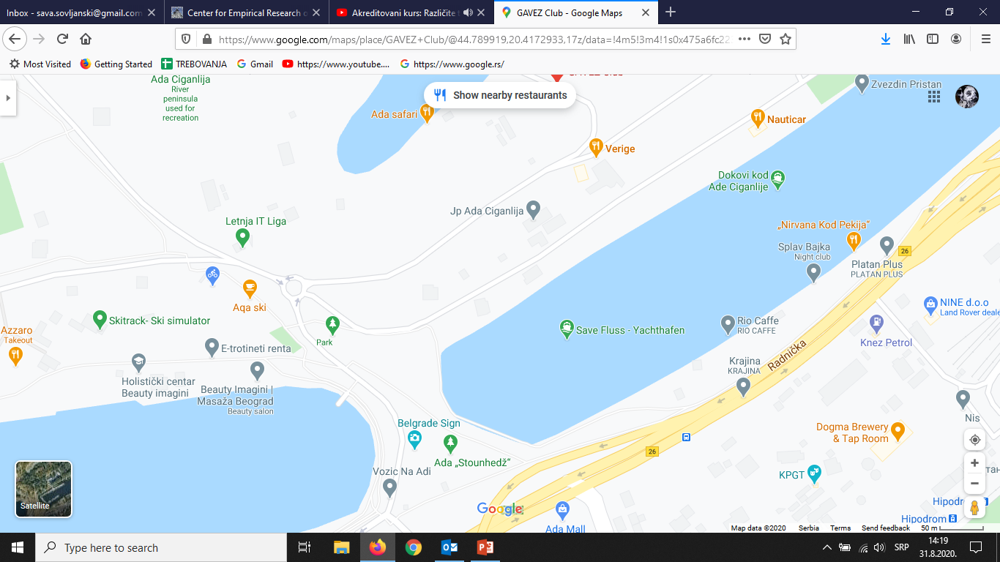 Inbox - sava.sovljanski@gmail.com
Center for Empirical Research o
Akreditovani kurs: Različite t
GAVEZ Club - Google Maps
https://www.google.com/maps/place/GAVEZ+Club/@44.789919,20.4172933,17z/data=!4m5!3m4!1s0x475a6fc22
Most Visited
Getting Started
TREBOVANJA
Gmail
https://www.youtube....
https://www.google.rs/
Ada Ciganlija
River
peninsula
used for
recreation
Show nearby restaurants
Zvezdin Pristan
Ada safari
Nauticar
Verige
Dokovi kod
Ade Ciganlije
Jp Ada Ciganlija
Letnja IT Liga
„Nirvana Kod Pekija“
Splav Bajka
Night club
26
Platan Plus
PLATAN PLUS
Aqa ski
NINE d.o.o
Land Rover deale
Skitrack- Ski simulator
Azzaro
Takeout
Park
Save Fluss - Yachthafen
Rio Caffe
RIO CAFFE
Knez Petrol
E-trotineti renta
Radnička
Krajina
KRAJINA
Holistički centar
Beauty imagini
Beauty Imagini |
Masaža Beograd
Beauty salon
Nis
Belgrade Sign
Dogma Brewery
& Tap Room
26
Ada „Stounhedž“
Vozic Na Adi
KPGT
Satellite
Google
Ada Mall
Hipodrom
Map data ©2020
Serbia
Terms
Send feedback
50 m
Type here to search
SRP
14:19
31.8.2020.